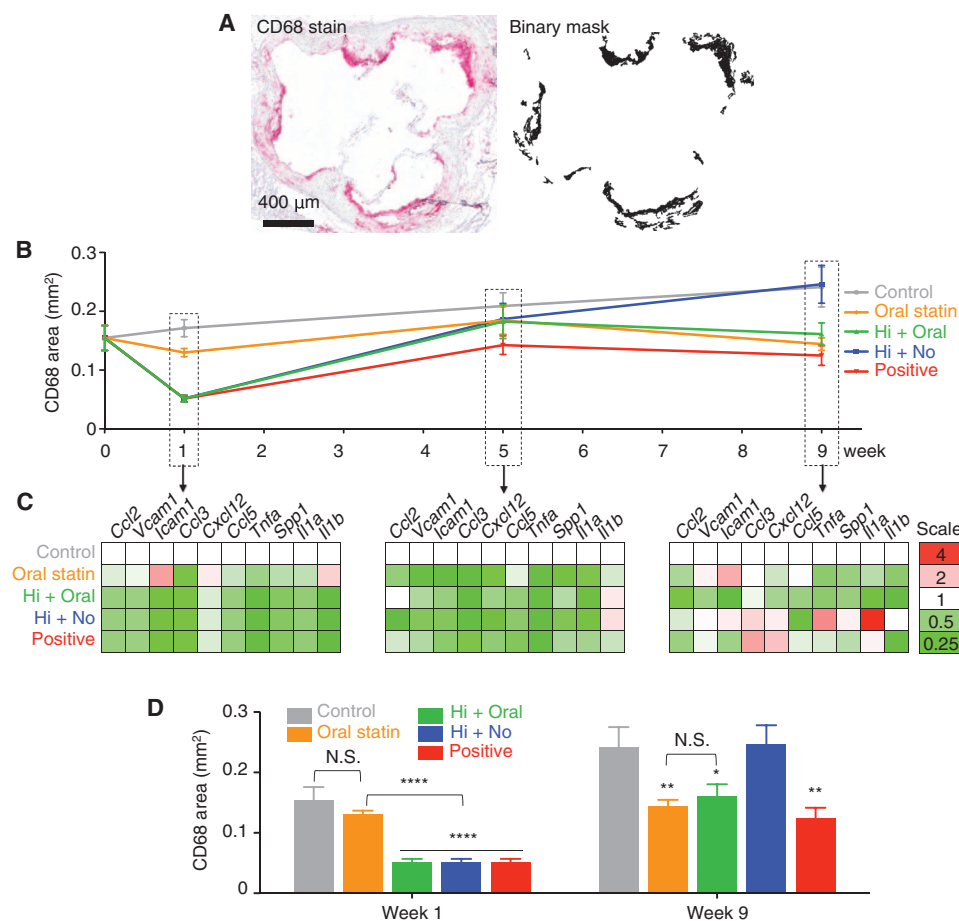 A
CD68 stain
Binary mask
400 µm
B
CD68 area (mm²)
0.3
0.2
0.1
0
0 1 2 3 4 5 6 7 8 9 week
Control
Oral statin
Hi + Oral
Hi + No
Positive
C
Ccl2 Vcam1 Icam1 Ccl3 Cxcl12 Ccl5 Tnfa Spp1 Il1a Il1b
Ccl2 Vcam1 Icam1 Ccl3 Cxcl12 Ccl5 Tnfa Spp1 Il1a Il1b
Ccl2 Vcam1 Icam1 Ccl3 Cxcl12 Ccl5 Tnfa Spp1 Il1a Il1b
Control
Oral statin
Hi + Oral
Hi + No
Positive
Scale
4
2
1
0.5
0.25
D
CD68 area (mm²)
0.3
0.2
0.1
0
Control
Oral statin
Hi + Oral
Hi + No
Positive
N.S.
****
****
N.S.
**
*
**
Week 1
Week 9